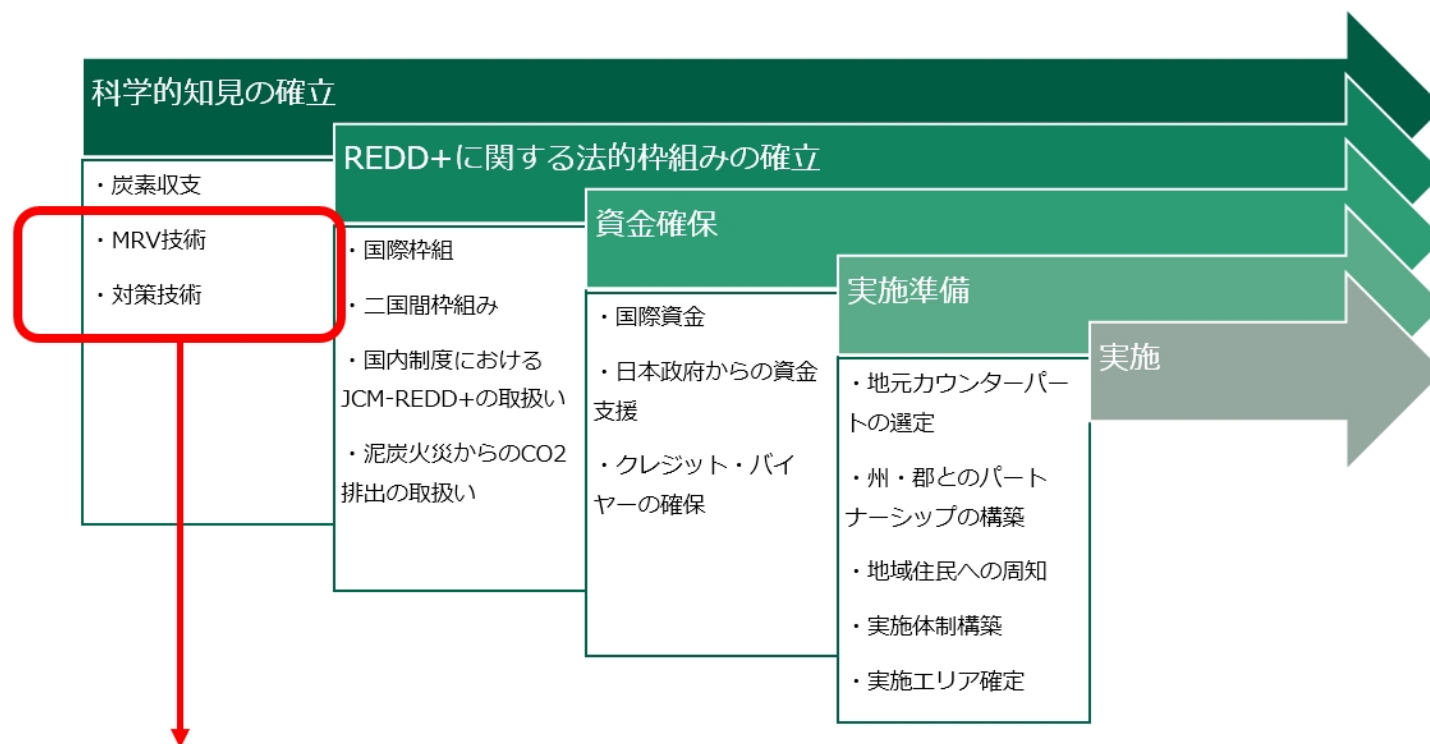 科学的知見の確立
・炭素収支
・MRV技術
・対策技術
REDD+に関する法的枠組みの確立
・国際枠組
・二国間枠組み
・国内制度における
JCM-REDD+の取扱い
・泥炭火災からのCO2
排出の取扱い
資金確保
・国際資金
・日本政府からの資金
支援
・クレジット・バイ
ヤーの確保
実施準備
・地元カウンターパー
トの選定
・州・郡とのパート
ナーシップの構築
・地域住民への周知
・実施体制構築
・実施エリア確定
実施